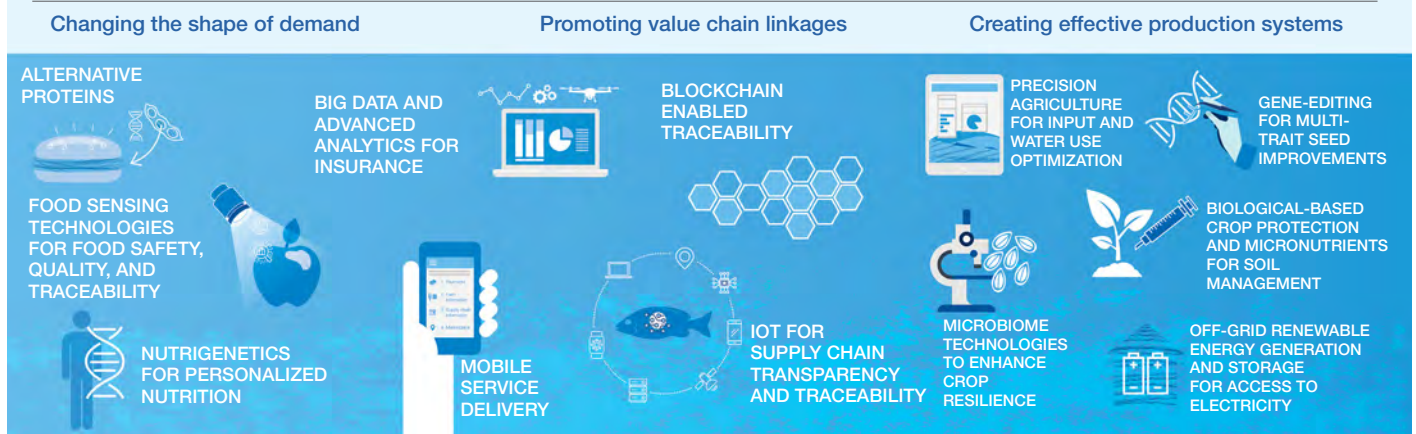 Changing the shape of demand
Promoting value chain linkages
Creating effective production systems
ALTERNATIVE
PROTEINS
FOOD SENSING
TECHNOLOGIES
FOR FOOD SAFETY,
QUALITY, AND
TRACEABILITY
NUTRIGENETICS
FOR PERSONALIZED
NUTRITION
BIG DATA AND
ADVANCED
ANALYTICS FOR
INSURANCE
MOBILE
SERVICE
DELIVERY
BLOCKCHAIN
ENABLED
TRACEABILITY
IOT FOR
SUPPLY CHAIN
TRANSPARENCY
AND TRACEABILITY
PRECISION
AGRICULTURE
FOR INPUT AND
WATER USE
OPTIMIZATION
GENE-EDITING
FOR MULTI-
TRAIT SEED
IMPROVEMENTS
BIOLOGICAL-BASED
CROP PROTECTION
AND MICRONUTRIENTS
FOR SOIL
MANAGEMENT
MICROBIOME
TECHNOLOGIES
TO ENHANCE
CROP
RESILIENCE
OFF-GRID RENEWABLE
ENERGY GENERATION
AND STORAGE
FOR ACCESS TO
ELECTRICITY